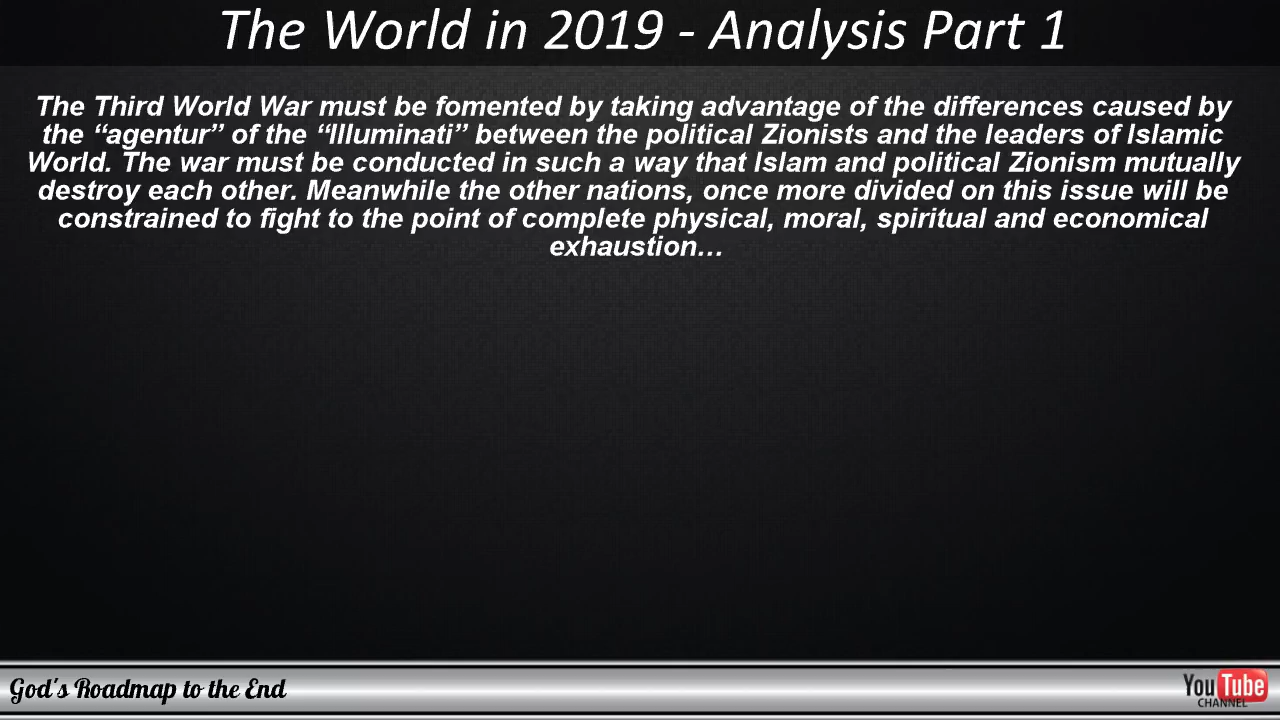 The World in 2019 - Analysis Part 1
The Third World War must be fomented by taking advantage of the differences caused by
the “agentur” of the “Illuminati” between the political Zionists and the leaders of Islamic
World. The war must be conducted in such a way that Islam and political Zionism mutually
destroy each other. Meanwhile the other nations, once more divided on this issue will be
constrained to fight to the point of complete physical, moral, spiritual and economical
exhaustion…
God's Roadmap to the End
YouTube
CHANNEL